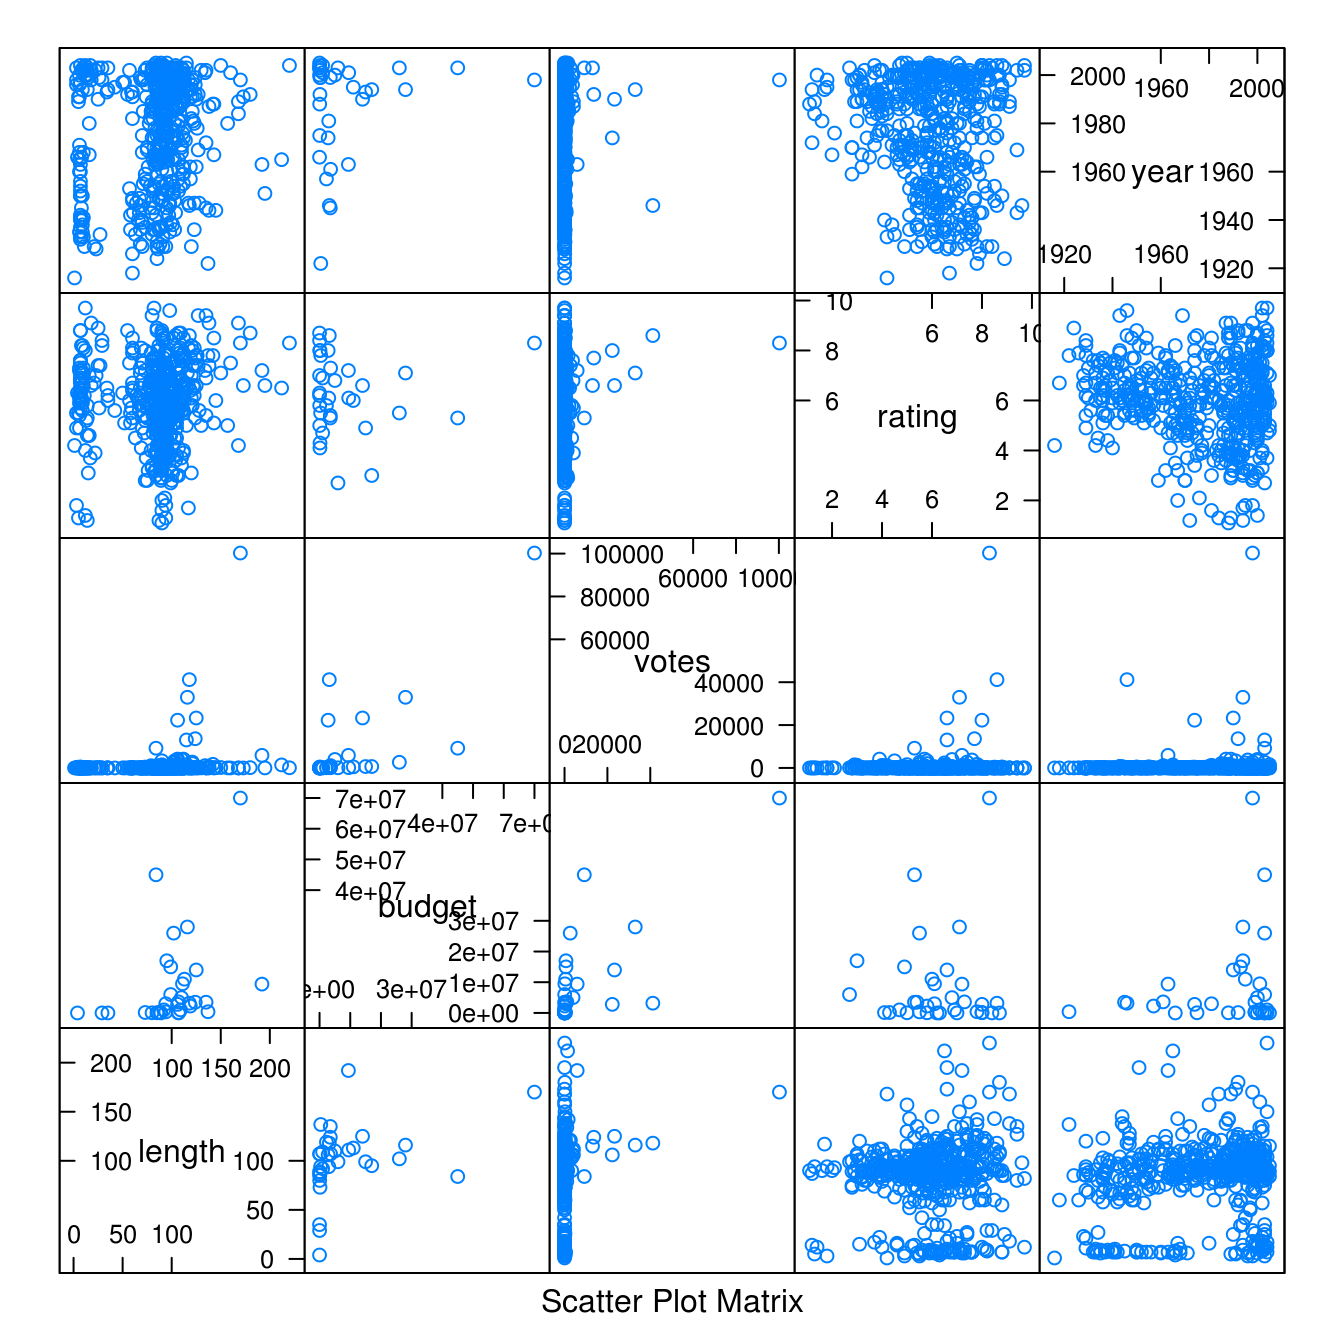 2000 1960 2000
1980
1960 year 1960
1940
1920 1960 1920
10 6 8 10
8
6 rating 6
4
2 4 6 2
8
100000 60000 1000
80000
60000
votes
40000
20000
020000
0
7e+07 4e+07 7e+0
6e+07
5e+07
4e+07
budget 3e+07
2e+07
e+00 3e+07 1e+07
0e+00
200 100 150 200
150
100 length 100
50
0 50 100 0
Scatter Plot Matrix